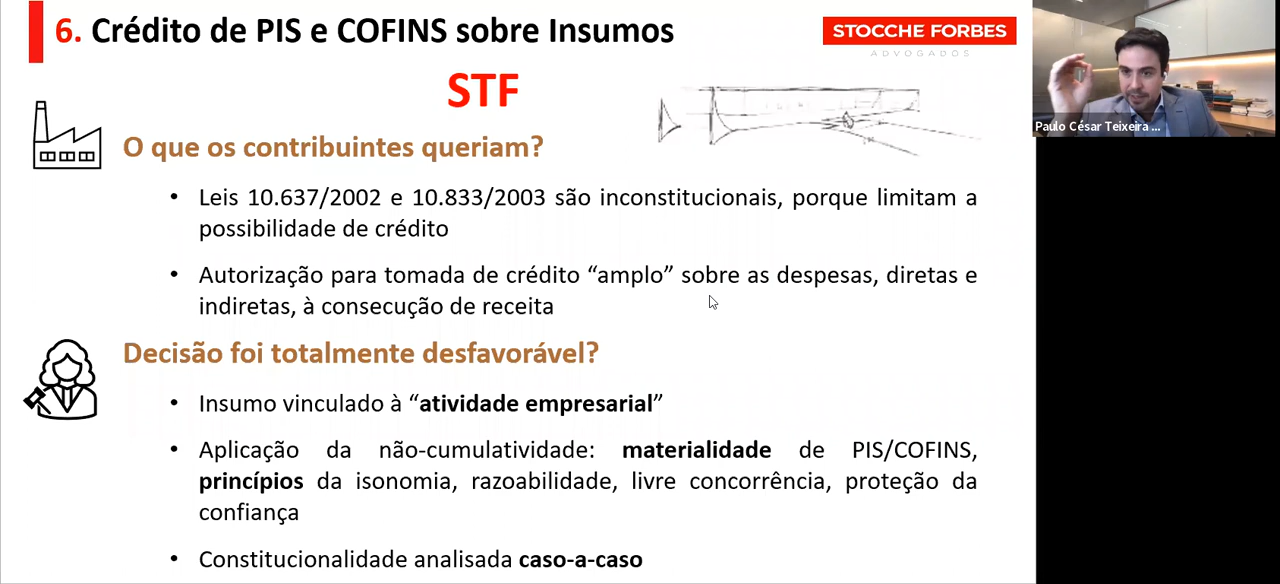 6. Crédito de PIS e COFINS sobre Insumos
STOCCHE FORBES
ADVOGADOS
STF
Paulo César Teixeira ...
O que os contribuintes queriam?
• Leis 10.637/2002 e 10.833/2003 são inconstitucionais, porque limitam a
possibilidade de crédito
• Autorização para tomada de crédito “amplo” sobre as despesas, diretas e
indiretas, à consecução de receita
Decisão foi totalmente desfavorável?
• Insumo vinculado à “atividade empresarial”
• Aplicação da não-cumulatividade: materialidade de PIS/COFINS,
princípios da isonomia, razoabilidade, livre concorrência, proteção da
confiança
• Constitucionalidade analisada caso-a-caso